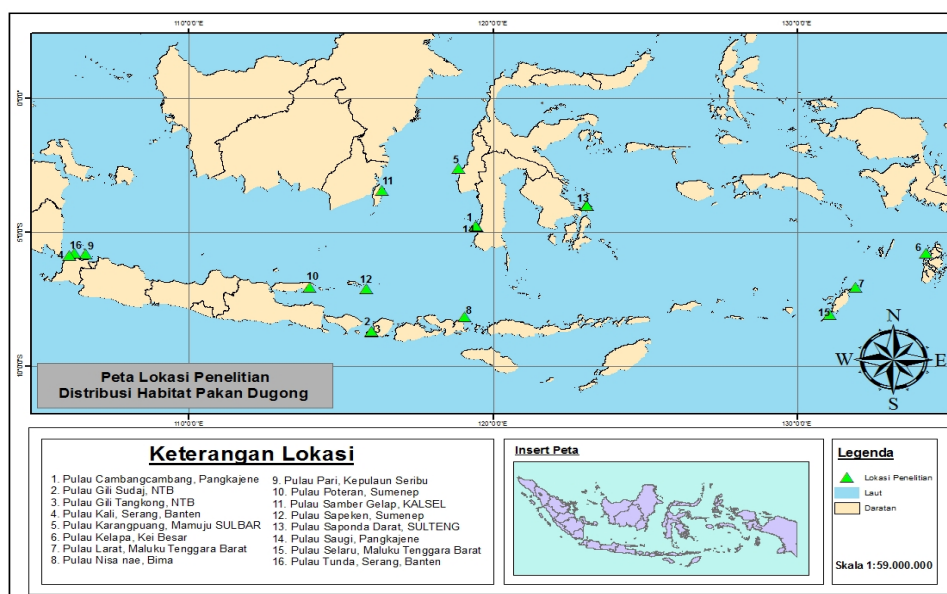 110°0'0"E 120°0'0"E 130°0'0"E
0°0'0"
5 11 13
1
14
6
4 16 9
10 12
7
8 15
2
3
10°0'0"S
W N E S
Peta Lokasi Penelitian
Distribusi Habitat Pakan Dugong
110°0'0"E 120°0'0"E 130°0'0"E
Keterangan Lokasi
1. Pulau Cambangcambang, Pangkajene
2. Pulau Gili Sudaj, NTB
3. Pulau Gili Tangkong, NTB
4. Pulau Kali, Serang, Banten
5. Pulau Karangpuang, Mamuju SULBAR
6. Pulau Kelapa, Kei Besar
7. Pulau Larat, Maluku Tenggara Barat
8. Pulau Nisa nae, Bima
9. Pulau Pari, Kepulaun Seribu
10. Pulau Poteran, Sumenep
11. Pulau Samber Gelap, KALSEL
12. Pulau Sapeken, Sumenep
13. Pulau Saponda Darat, SULTENG
14. Pulau Saugi, Pangkajene
15. Pulau Selaru, Maluku Tenggara Barat
16. Pulau Tunda, Serang, Banten
Insert Peta
Legenda
Lokasi Penelitian
Laut
Daratan
Skala 1:59.000.000